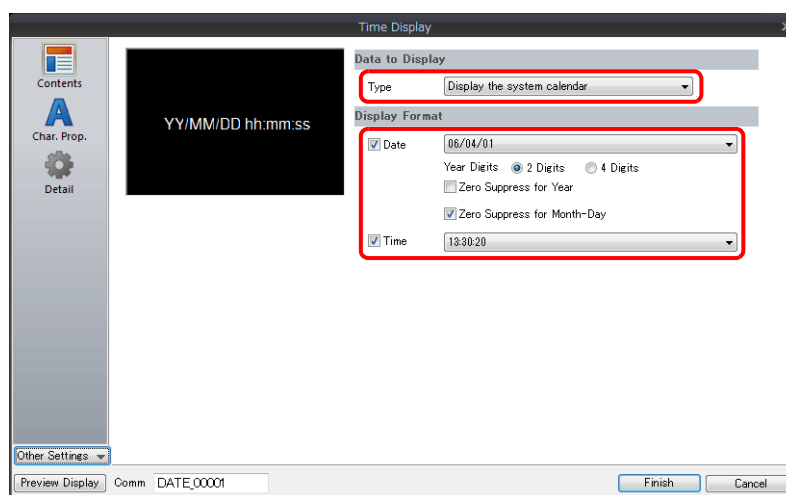 Time Display
Contents
Char. Prop.
Detail
YY/MM/DD hh:mm:ss
Data to Display
Type Display the system calendar
Display Format
Date 06/04/01
Year Digits 2 Digits 4 Digits
Zero Suppress for Year
Zero Suppress for Month-Day
Time 13:30:20
Other Settings
Preview Display Comm DATE_00001 Finish Cancel